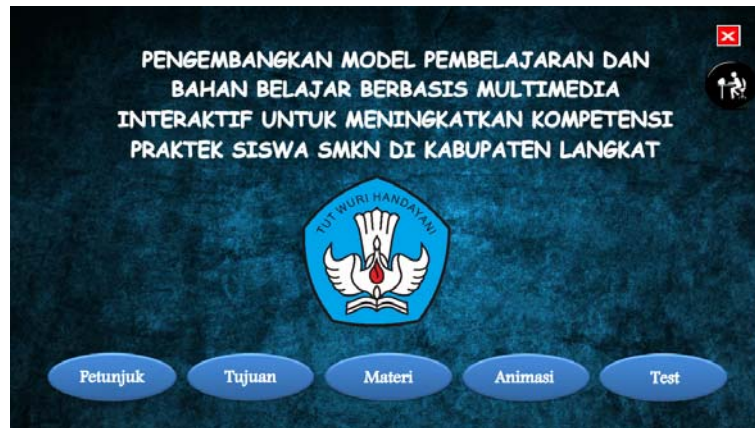 PENGEMBANGKAN MODEL PEMBELAJARAN DAN
BAHAN BELAJAR BERBASIS MULTIMEDIA
INTERAKTIF UNTUK MENINGKATKAN KOMPETENSI
PRAKTEK SISWA SMKN DI KABUPATEN LANGKAT
TUT WURI HANDAYANI
Petunjuk
Tujuan
Materi
Animasi
Test